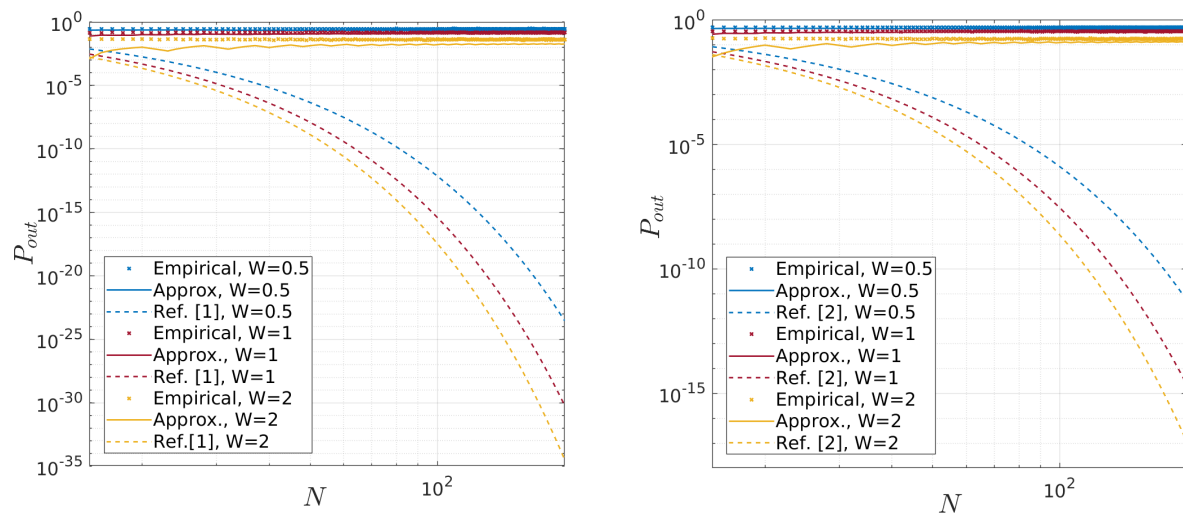 10^0
10^-5
10^-10
10^-15
10^-20
10^-25
10^-30
10^-35
P_out
Empirical, W=0.5
Approx, W=0.5
Ref. [1], W=0.5
Empirical, W=1
Approx., W=1
Ref. [1], W=1
Empirical, W=2
Approx., W=2
Ref.[1], W=2
10^2
N
10^0
10^-5
10^-10
10^-15
P_out
Empirical, W=0.5
Approx., W=0.5
Ref. [2], W=0.5
Empirical, W=1
Approx., W=1
Ref. [2], W=1
Empirical, W=2
Approx., W=2
Ref. [2], W=2
10^2
N